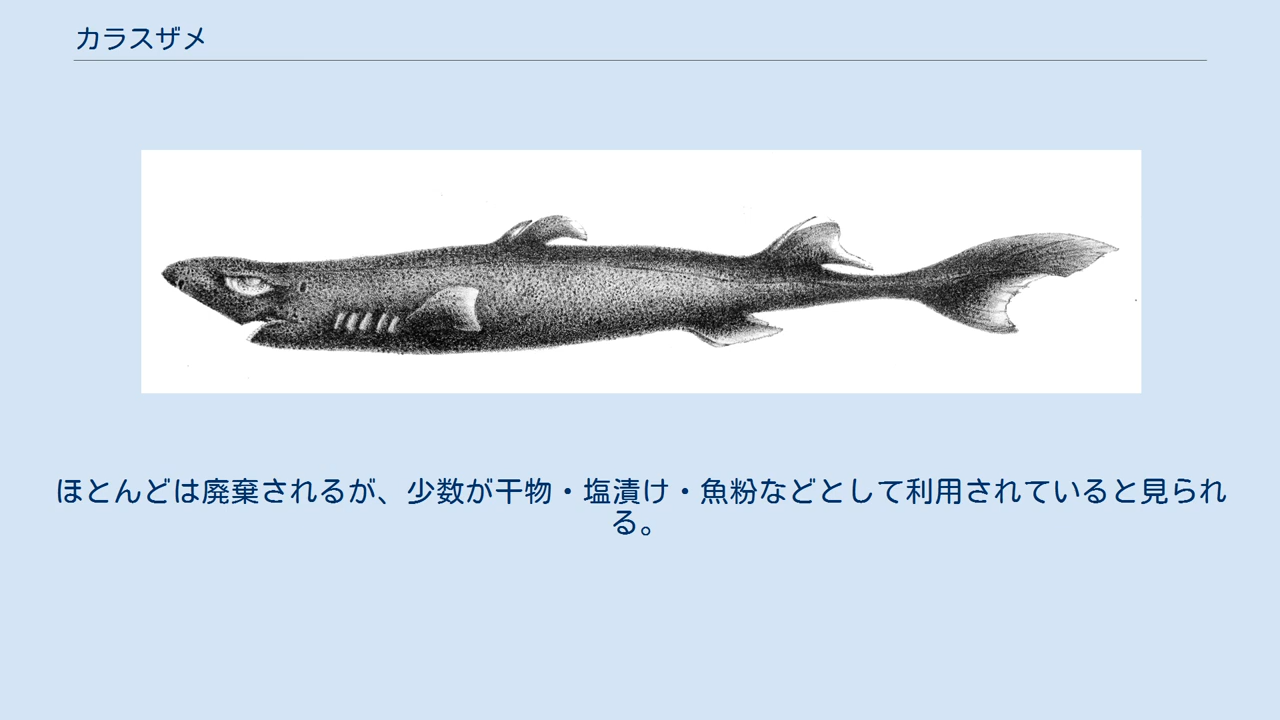 カラスザメ
ほとんどは廃棄されるが、少数が干物・塩漬け・魚粉などとして利用されていると見られ
る。